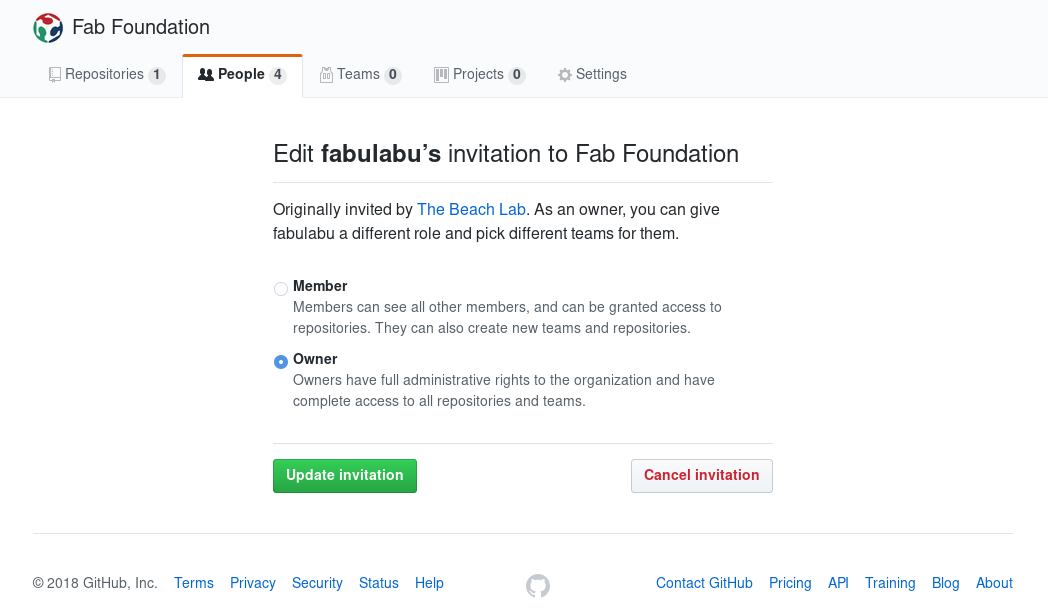 Fab Foundation
Repositories 1 People 4 Teams 0 Projects 0 Settings
Edit fabulabu’s invitation to Fab Foundation
Originally invited by The Beach Lab. As an owner, you can give
fabulabu a different role and pick different teams for them.
Member
Members can see all other members, and can be granted access to
repositories. They can also create new teams and repositories.
Owner
Owners have full administrative rights to the organization and have
complete access to all repositories and teams.
Update invitation Cancel invitation
© 2018 GitHub, Inc. Terms Privacy Security Status Help Contact GitHub Pricing API Training Blog About